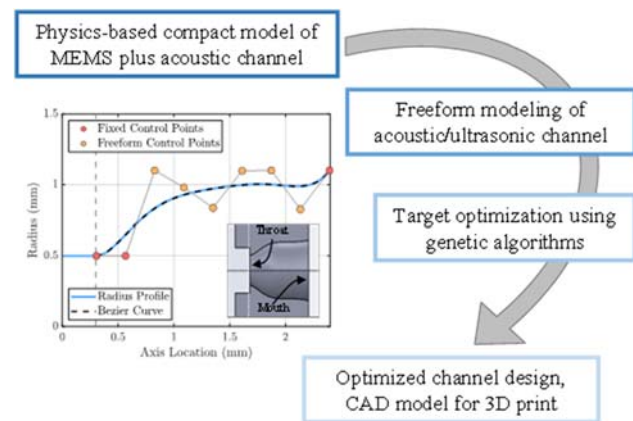 Physics-based compact model of
MEMS plus acoustic channel
Freeform modeling of
acoustic/ultrasonic channel
Target optimization using
genetic algorithms
Optimized channel design,
CAD model for 3D print
1.5
1
0.5
0
Radius (mm)
Fixed Control Points
Freeform Control Points
Throat
Mouth
Radius Profile
Bezier Curve
0 0.5 1 1.5 2
Axis Location (mm)